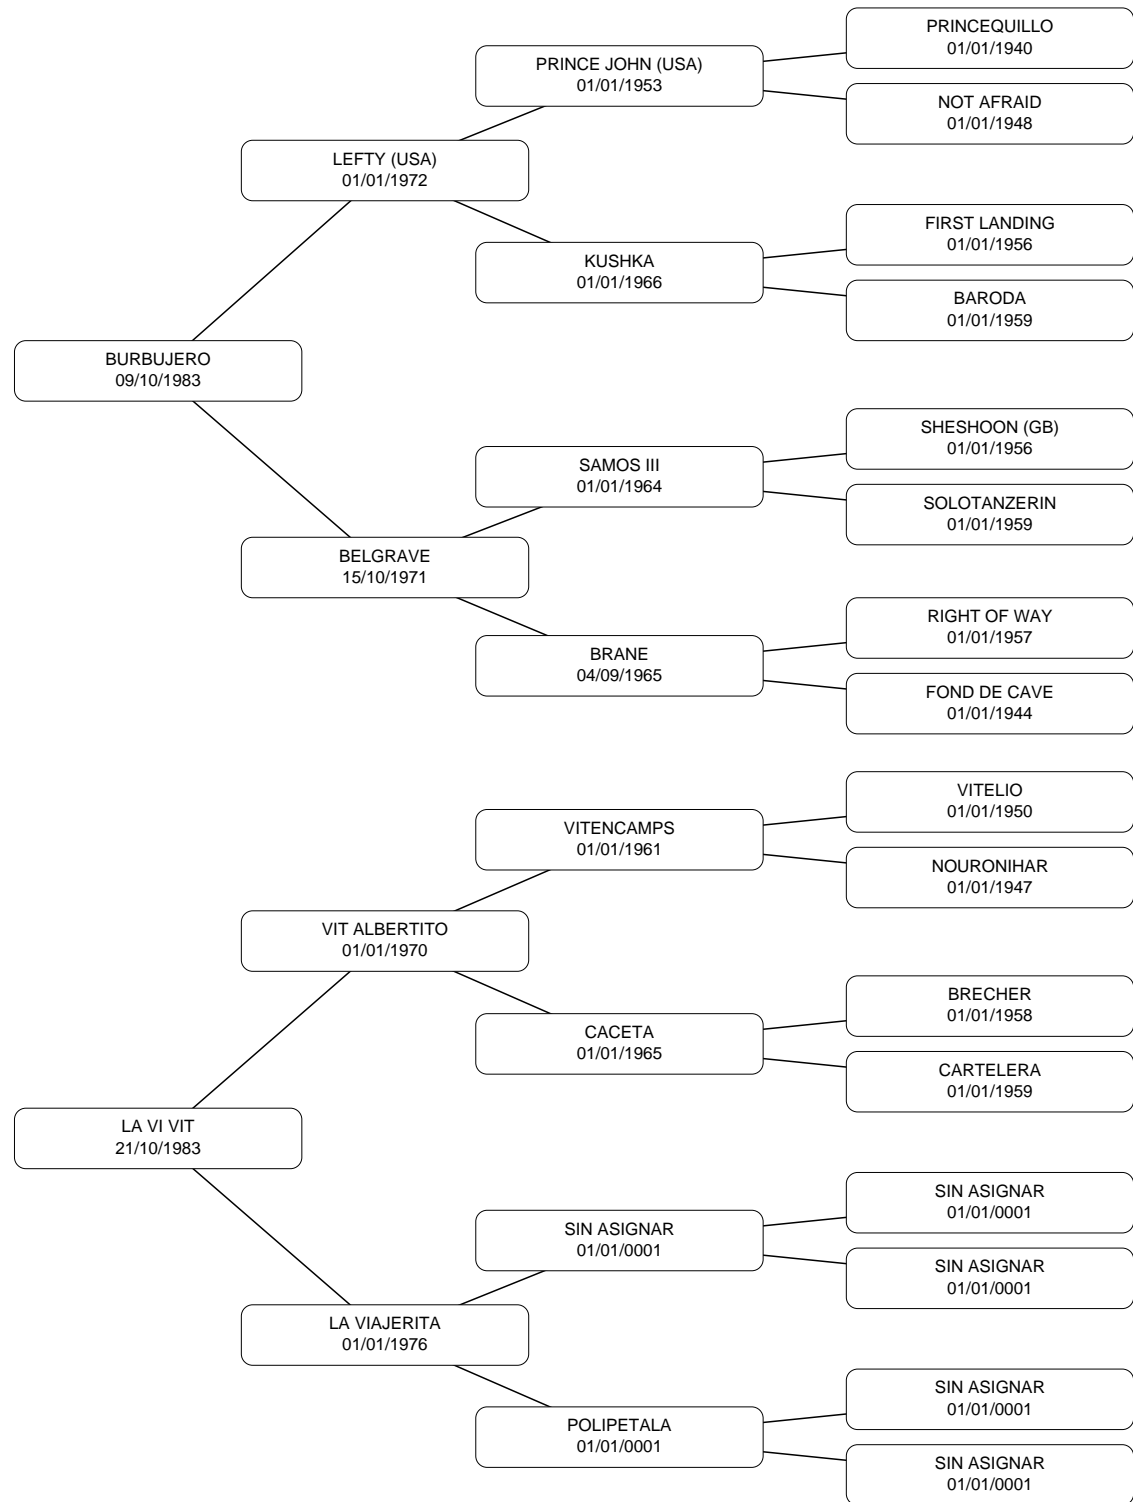 PRINCEQUILLO
01/01/1940
PRINCE JOHN (USA)
01/01/1953
NOT AFRAID
01/01/1948
LEFTY (USA)
01/01/1972
FIRST LANDING
01/01/1956
KUSHKA
01/01/1966
BARODA
01/01/1959
BURBUJERO
09/10/1983
SHESHOON (GB)
01/01/1956
SAMOS III
01/01/1964
SOLOTANZERIN
01/01/1959
BELGRAVE
15/10/1971
RIGHT OF WAY
01/01/1957
BRANE
04/09/1965
FOND DE CAVE
01/01/1944
VITELIO
01/01/1950
VITENCAMPS
01/01/1961
NOURONIHAR
01/01/1947
VIT ALBERTITO
01/01/1970
BRECHER
01/01/1958
CACETA
01/01/1965
CARTELERA
01/01/1959
LA VI VIT
21/10/1983
SIN ASIGNAR
01/01/0001
SIN ASIGNAR
01/01/0001
SIN ASIGNAR
01/01/0001
LA VIAJERITA
01/01/1976
SIN ASIGNAR
01/01/0001
POLIPETALA
01/01/0001
SIN ASIGNAR
01/01/0001